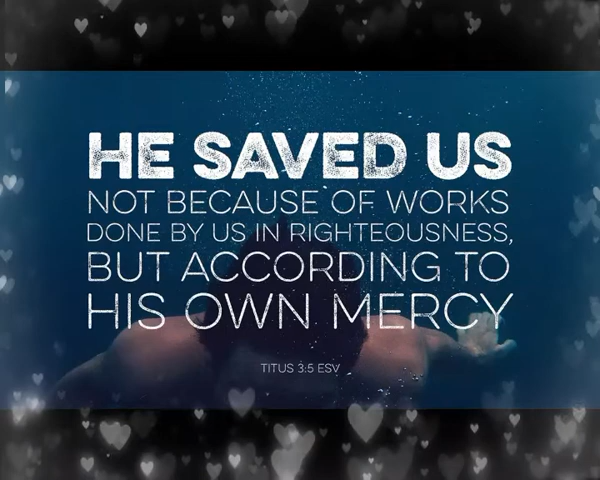 HE SAVED US
NOT BECAUSE OF WORKS
DONE BY US IN RIGHTEOUSNESS,
BUT ACCORDING TO
HIS OWN MERCY
TITUS 3:5 ESV